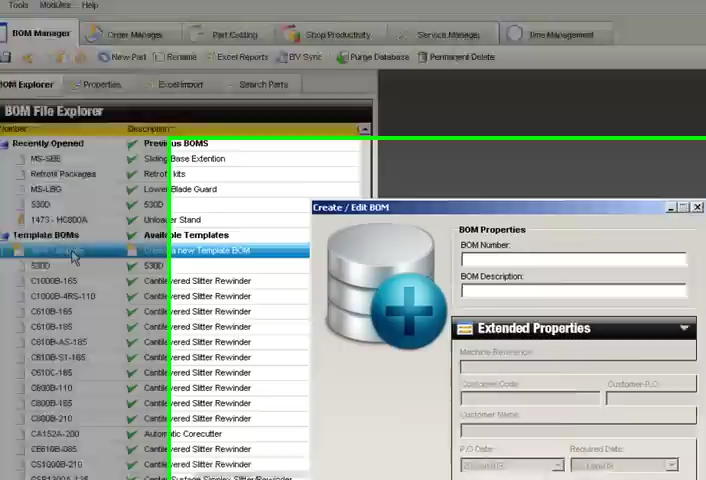 Tools Modules Help
BOM Manager Order Manager Part Costing Shop Productivity Service Manager Time Management
New Part Rename Excel Reporting BV Sync Purge Database Permanent Delete
BOM Explorer Properties Excel Import Search Parts
BOM File Explorer
Number Description
Recently Opened Previous BOMS
MS-SBE Sliding Base Extention
Retrofit Packages Retrofit kits
MS-LBG Lower Blade Guard
530D 530D
1473 - HC800A Unloader Stand
Template BOMs Available Templates
Create a new Template BOM
530D 530D
C1000B-165 Cantilevered Slitter Rewinder
C1000B-4RS-110 Cantilevered Slitter Rewinder
C610B-165 Cantilevered Slitter Rewinder
C610B-185 Cantilevered Slitter Rewinder
C610B-AS-185 Cantilevered Slitter Rewinder
C610B-S1-165 Cantilevered Slitter Rewinder
C610C-185 Cantilevered Slitter Rewinder
C800B-110 Cantilevered Slitter Rewinder
C800B-165 Cantilevered Slitter Rewinder
C800B-210 Cantilevered Slitter Rewinder
CA152A-200 Automatic Corecutter
CE610B-085 Cantilevered Slitter Rewinder
CS1000B-210 Cantilevered Slitter Rewinder
Center Surface Simplex Slitter/Rewinder
Create / Edit BOM
BOM Properties
BOM Number:
BOM Description:
Extended Properties
Machine Reference:
Customer Code: Customer P.O:
Customer Name:
P.O Date: Required Date: